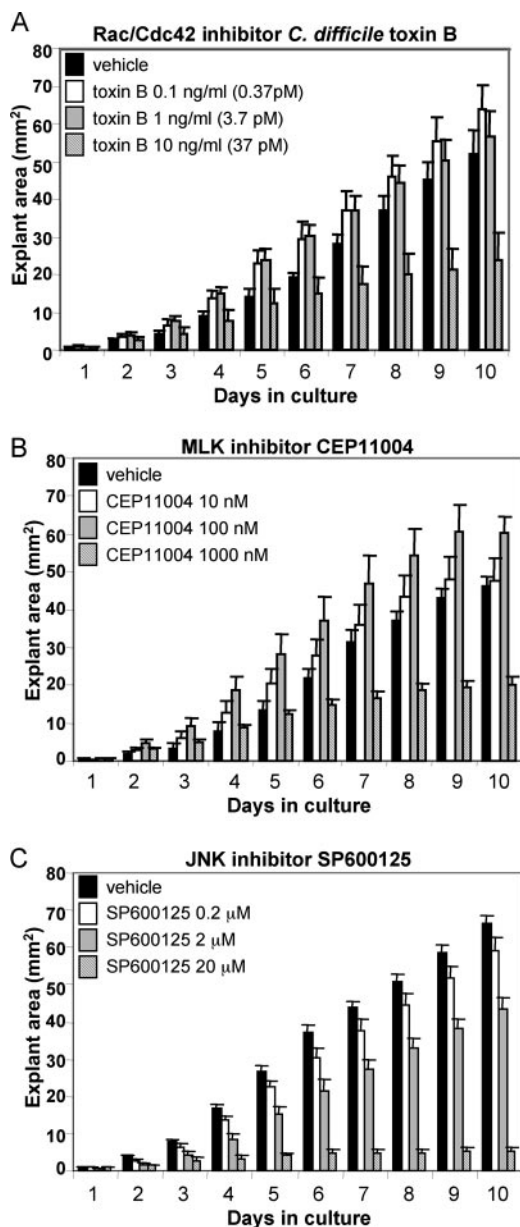 A
Rac/Cdc42 inhibitor C. difficile toxin B
Explant area (mm²)
80
70
60
50
40
30
20
10
0
vehicle
toxin B 0.1 ng/ml (0.37pM)
toxin B 1 ng/ml (3.7 pM)
toxin B 10 ng/ml (37 pM)
1 2 3 4 5 6 7 8 9 10
Days in culture
B
MLK inhibitor CEP11004
Explant area (mm²)
80
70
60
50
40
30
20
10
0
vehicle
CEP11004 10 nM
CEP11004 100 nM
CEP11004 1000 nM
1 2 3 4 5 6 7 8 9 10
Days in culture
C
JNK inhibitor SP600125
Explant area (mm²)
80
70
60
50
40
30
20
10
0
vehicle
SP600125 0.2 μM
SP600125 2 μM
SP600125 20 μM
1 2 3 4 5 6 7 8 9 10
Days in culture